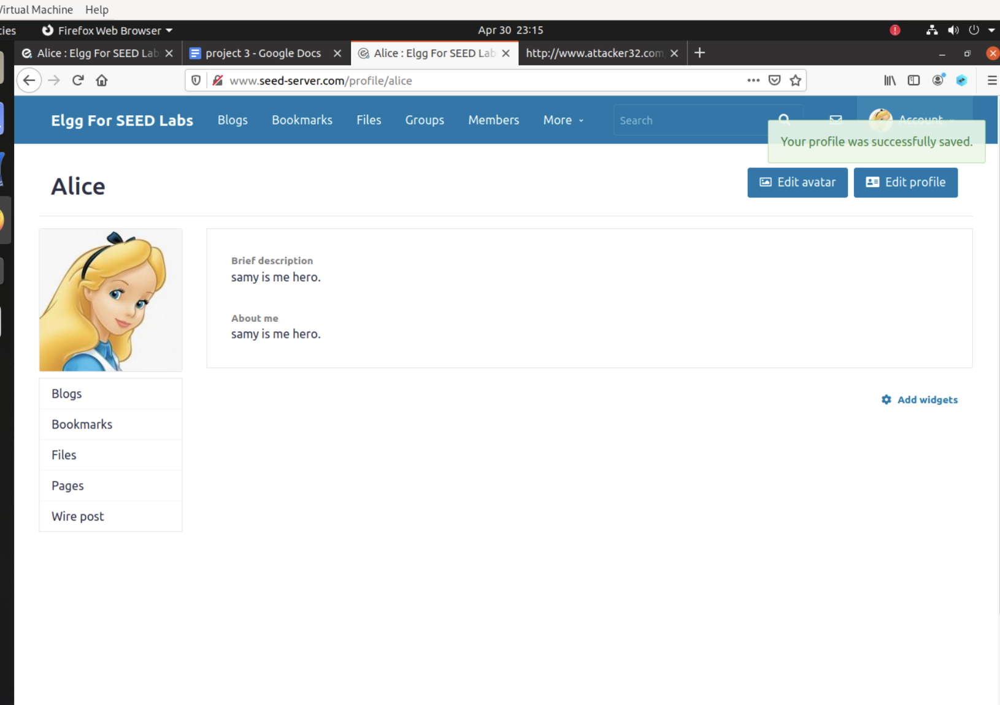 Virtual Machine Help
Firefox Web Browser Apr 30 23:15
Alice : Elgg For SEED Lab project 3 - Google Docs Alice : Elgg For SEED Lab http://www.attacker32.com
www.seed-server.com/profile/alice
Elgg For SEED Labs Blogs Bookmarks Files Groups Members More Search Account
Your profile was successfully saved.
Alice
Edit avatar Edit profile
Brief description
samy is me hero.
About me
samy is me hero.
Blogs
Add widgets
Bookmarks
Files
Pages
Wire post